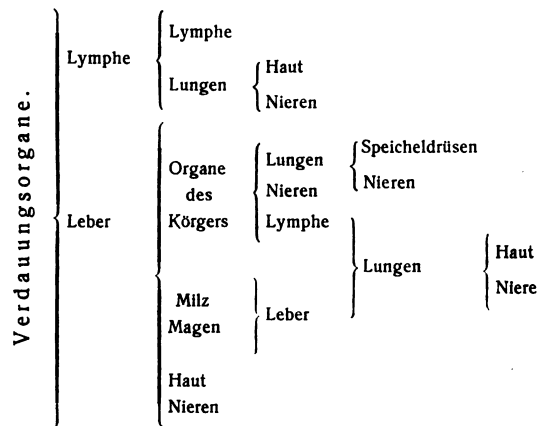 Verdauungsorgane.
Lymphe
Lymphe
Lungen
Haut
Nieren
Leber
Organe
des
Körgers
Lungen
Speicheldrüsen
Nieren
Nieren
Lymphe
Lungen
Haut
Niere
Milz
Magen
Leber
Haut
Nieren